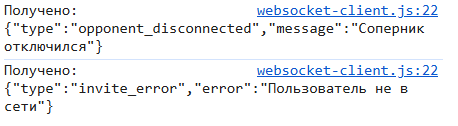 Получено: websocket-client.js:22
{"type":"opponent_disconnected","message":"Соперник
отключился"}
Получено: websocket-client.js:22
{"type":"invite_error","error":"Пользователь не в
сети"}